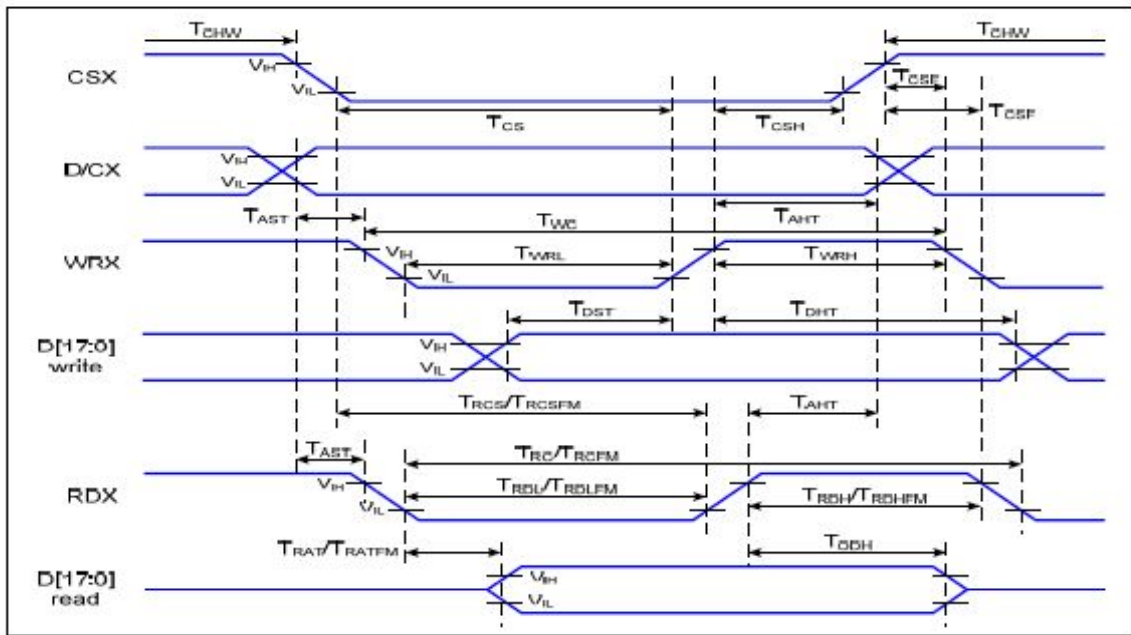 TCHW TCHW
CSX VIH TCSF
VIL TCSF
TCS TCSH
D/CX VIH
VIL
TAST TWC TAHT
WRX VIH TWRL TWRH
VIL
TDST TDHT
D[17:0] VIH
write VIL
TRCS/TRCSFM TAHT
TAST TRC/TRCFM
RDX VIH TRDL/TRDLFM TRDH/TRDHFM
VIL
TRAT/TRATFM TODH
D[17:0] VIH
read VIL